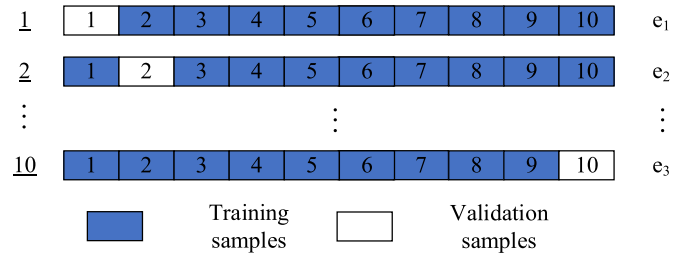 1 1 2 3 4 5 6 7 8 9 10 e₁
2 1 2 3 4 5 6 7 8 9 10 e₂
⋮ ⋮ ⋮
10 1 2 3 4 5 6 7 8 9 10 e₃
Training Validation
samples samples